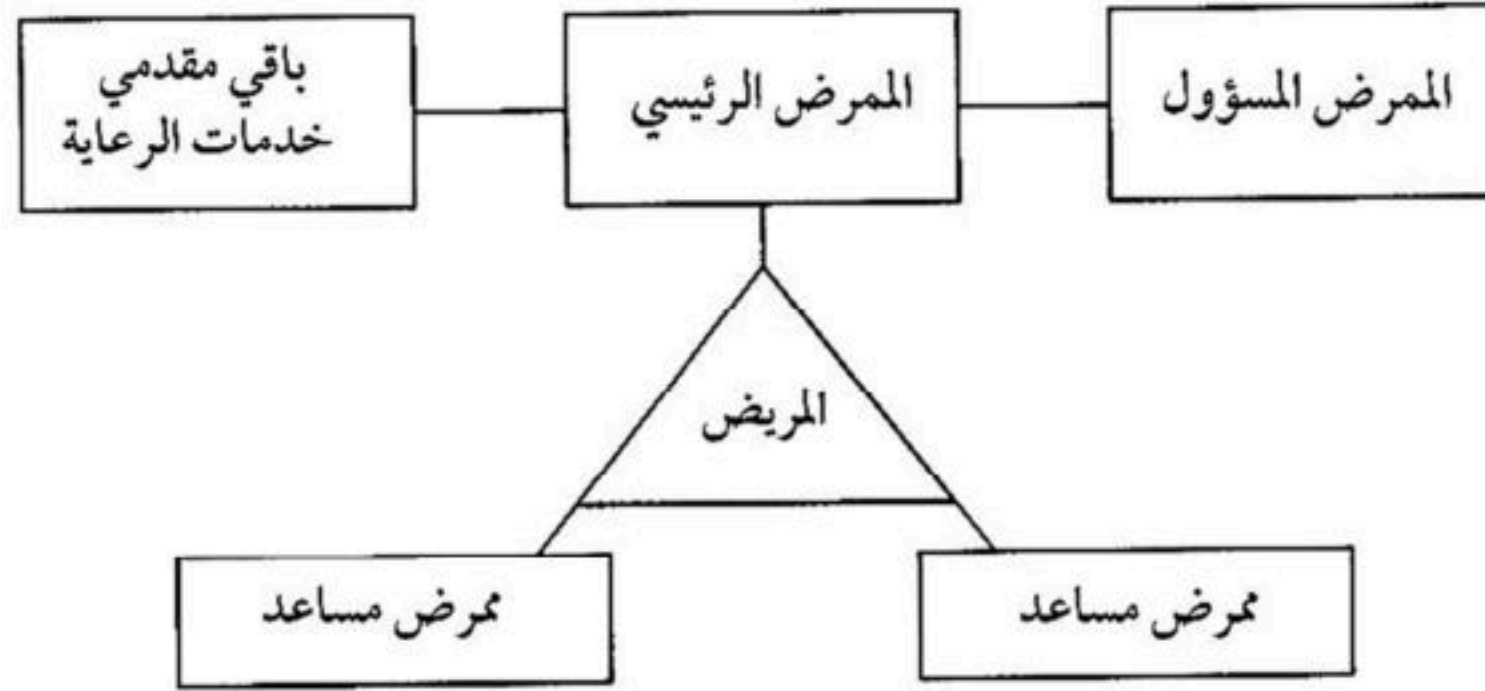 الممرض المسؤول
الممرض الرئيسي
باقي مقدمي
خدمات الرعاية
المريض
ممرض مساعد
ممرض مساعد